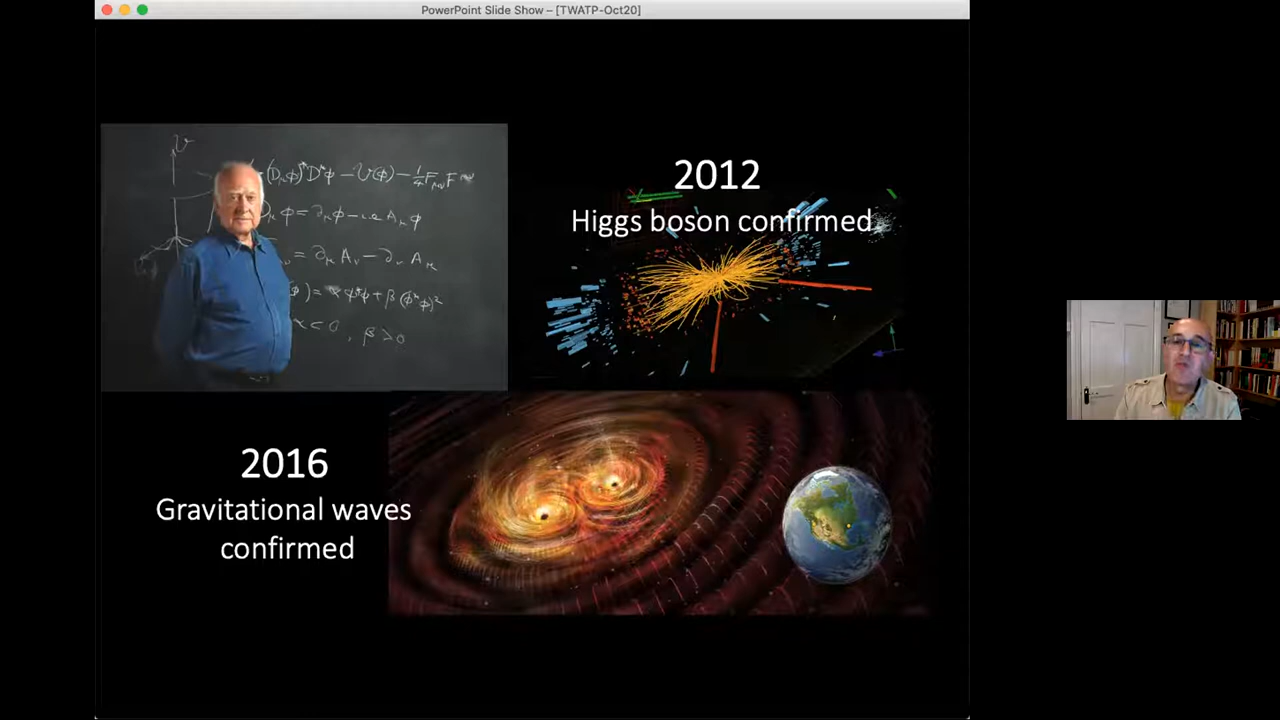 PowerPoint Slide Show – [TWATP-Oct20]
2012
Higgs boson confirmed
2016
Gravitational waves
confirmed